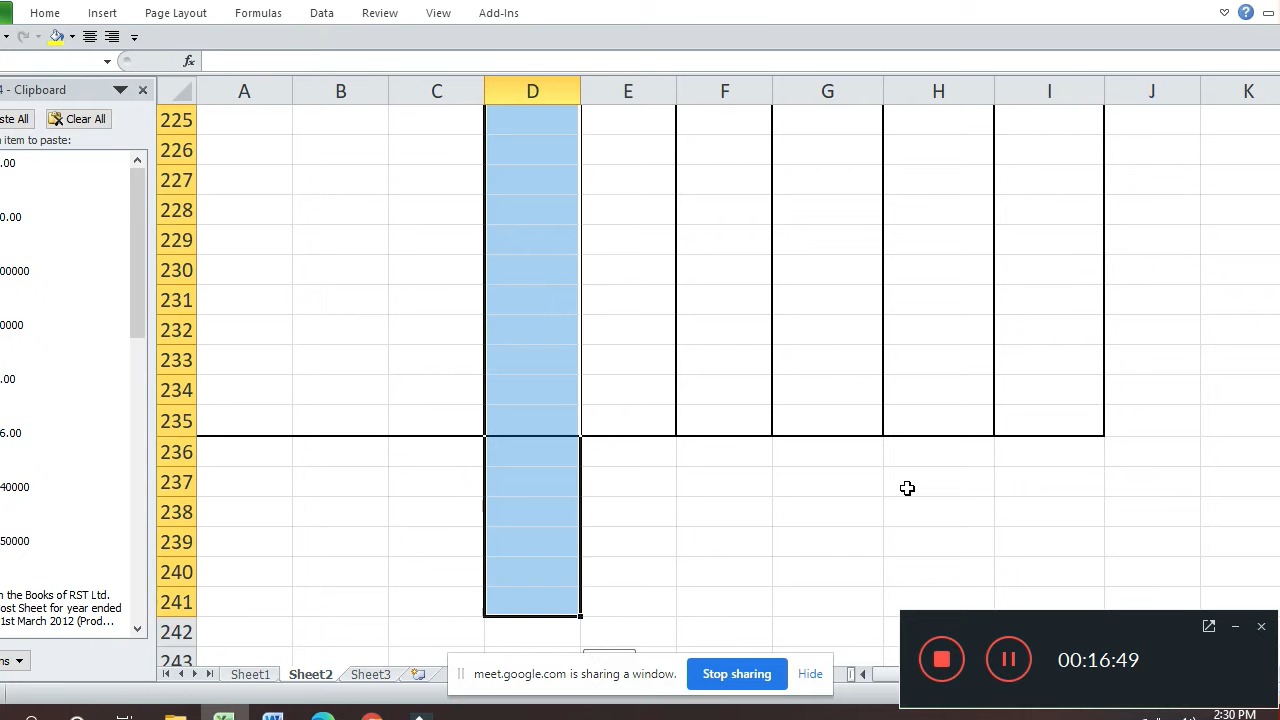 Home Insert Page Layout Formulas Data Review View Add-Ins
fx
4 - Clipboard
ste All Clear All
n item to paste:
A B C D E F G H I J K
225
226
227
228
229
230
231
232
233
234
235
236
237
238
239
240
241
242
243
.00
0.00
00000
0000
.00
6.00
40000
50000
n the Books of RST Ltd.
ost Sheet for year ended
1st March 2012 (Prod...
ns
Sheet1 Sheet2 Sheet3
meet.google.com is sharing a window. Stop sharing Hide
00:16:49
2:30 PM